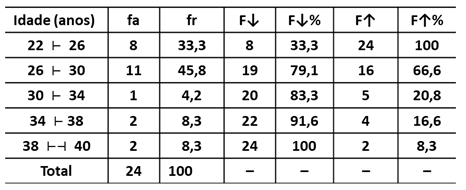 Idade (anos) fa fr F↓ F↓% F↑ F↑%
22 ⊢ 26 8 33,3 8 33,3 24 100
26 ⊢ 30 11 45,8 19 79,1 16 66,6
30 ⊢ 34 1 4,2 20 83,3 5 20,8
34 ⊢ 38 2 8,3 22 91,6 4 16,6
38 ⊢⊣ 40 2 8,3 24 100 2 8,3
Total 24 100 – – – –